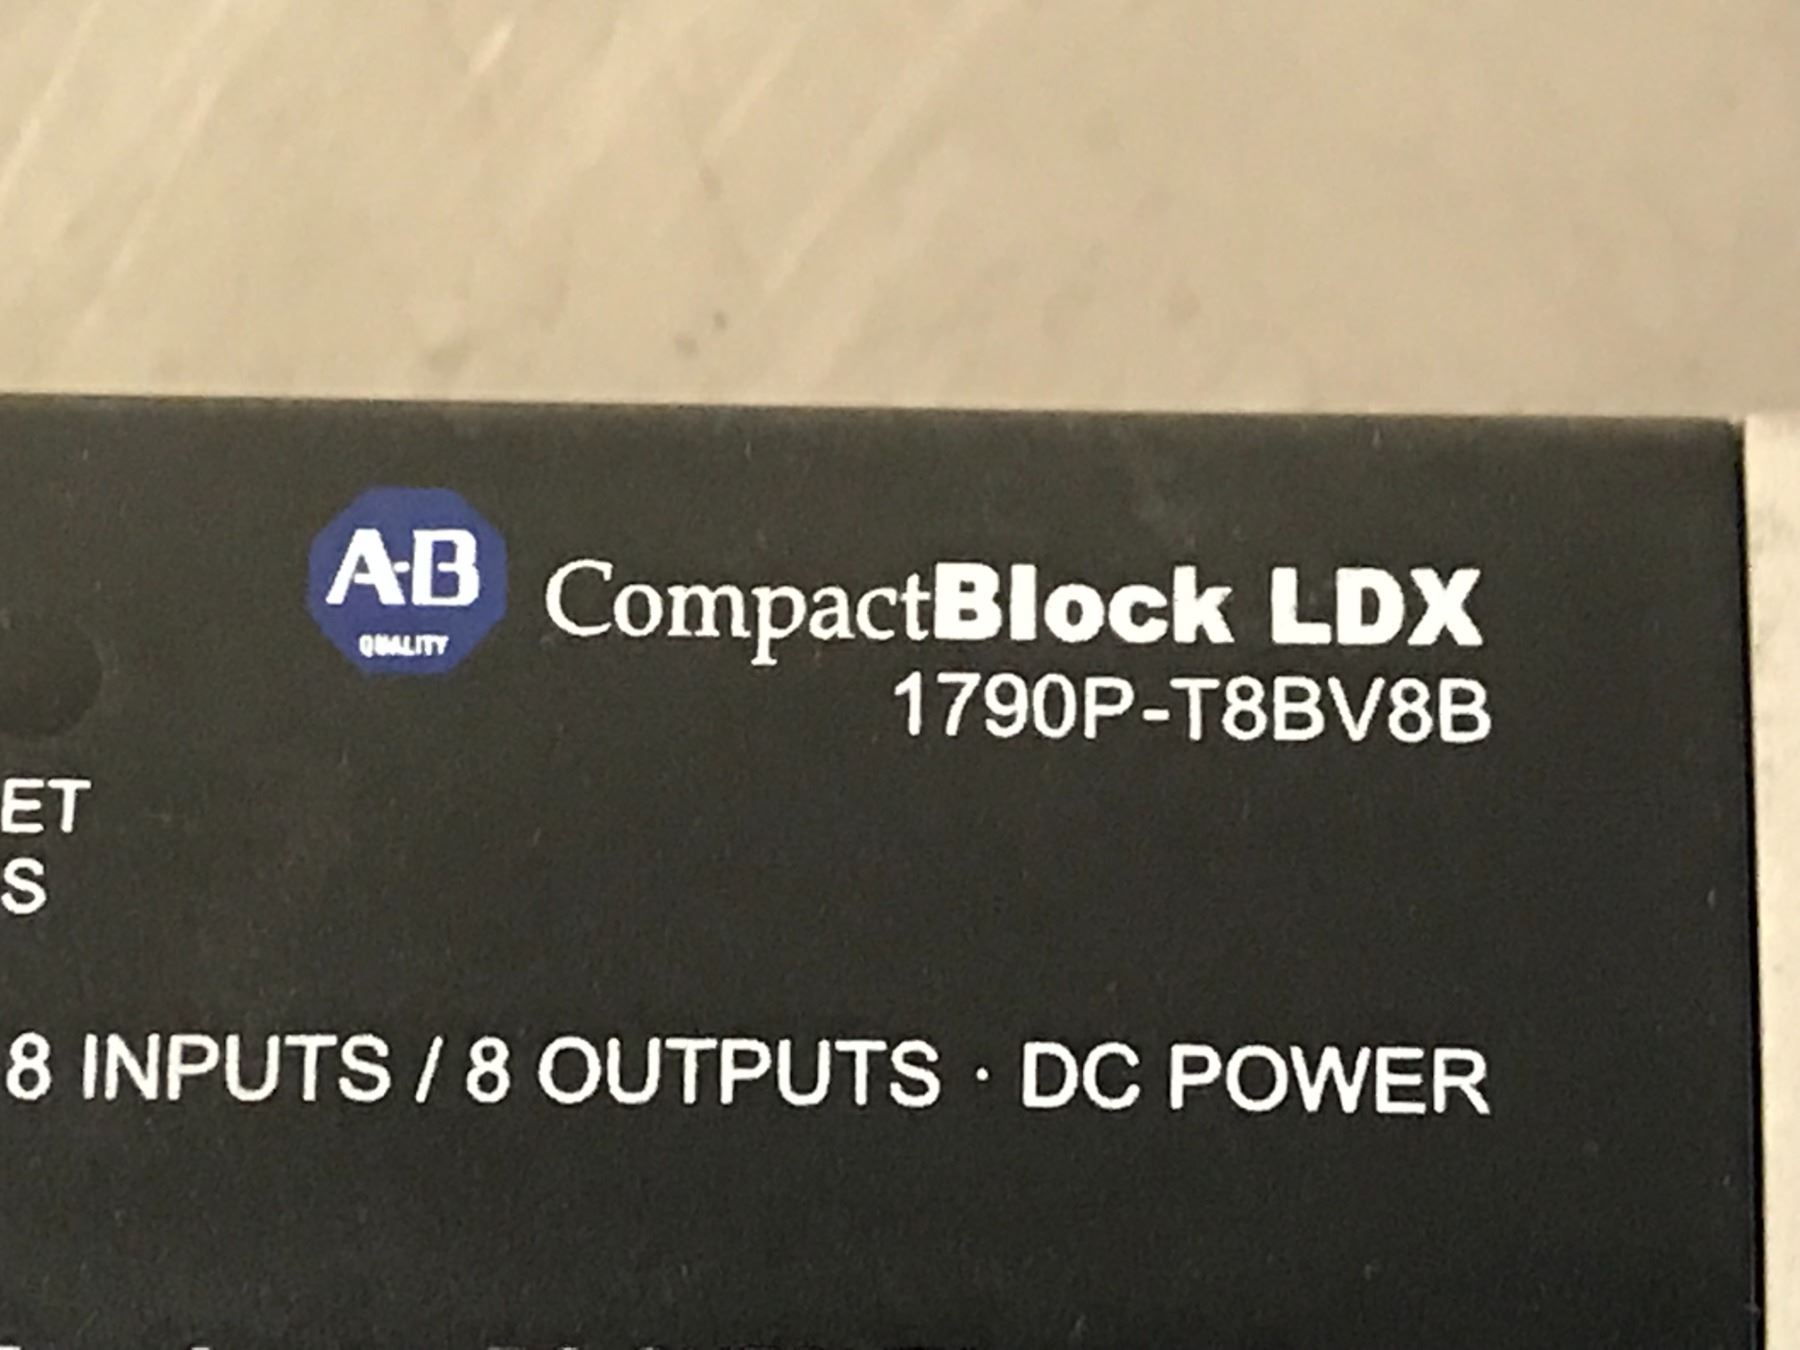 A-B
QUALITY
CompactBlock LDX
1790P-T8BV8B
ET
S
8 INPUTS / 8 OUTPUTS · DC POWER